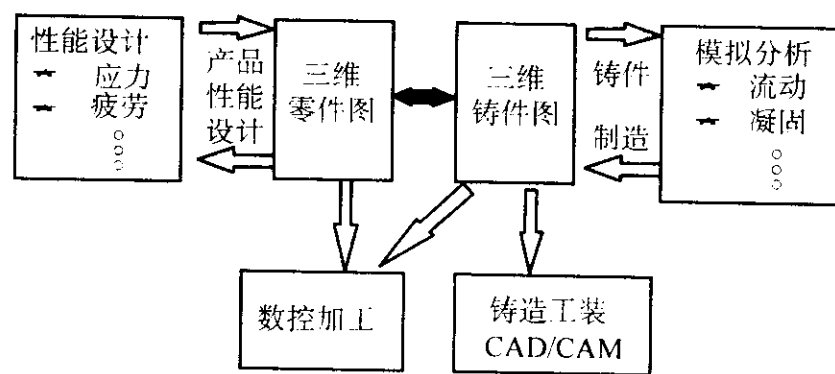 性能设计
应力
疲劳
产品
性能
设计
三维
零件图
三维
铸件图
铸件
制造
模拟分析
流动
凝固
数控加工
铸造工装
CAD/CAM